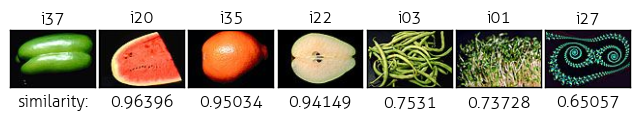 i37 i20 i35 i22 i03 i01 i27
similarity: 0.96396 0.95034 0.94149 0.7531 0.73728 0.65057